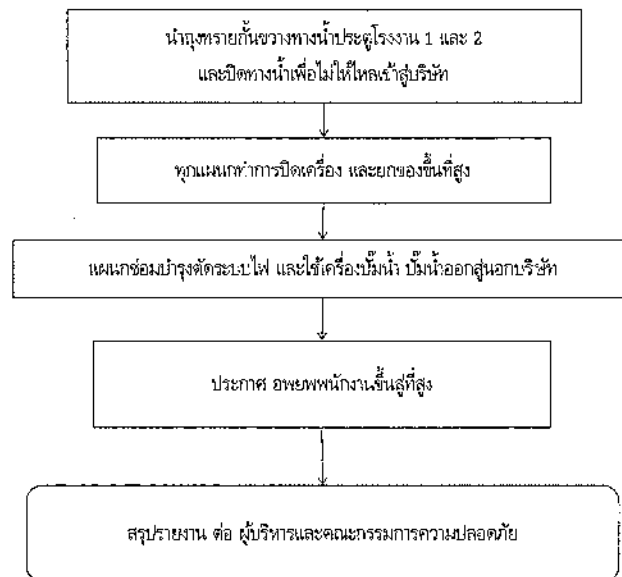 นำถุงทรายกั้นขวางทางน้ำประตูโรงงาน 1 และ 2
และปิดทางน้ำเพื่อไม่ให้ไหลเข้าสู่บริษัท
ทุกแผนกทำการปิดเครื่อง และยกของขึ้นที่สูง
แผนกซ่อมบำรุงตัดระบบไฟ และใช้เครื่องปั๊มน้ำ ปั๊มน้ำออกสู่นอกบริษัท
ประกาศ อพยพพนักงานขึ้นสู่ที่สูง
สรุปรายงาน ต่อ ผู้บริหารและคณะกรรมการความปลอดภัย